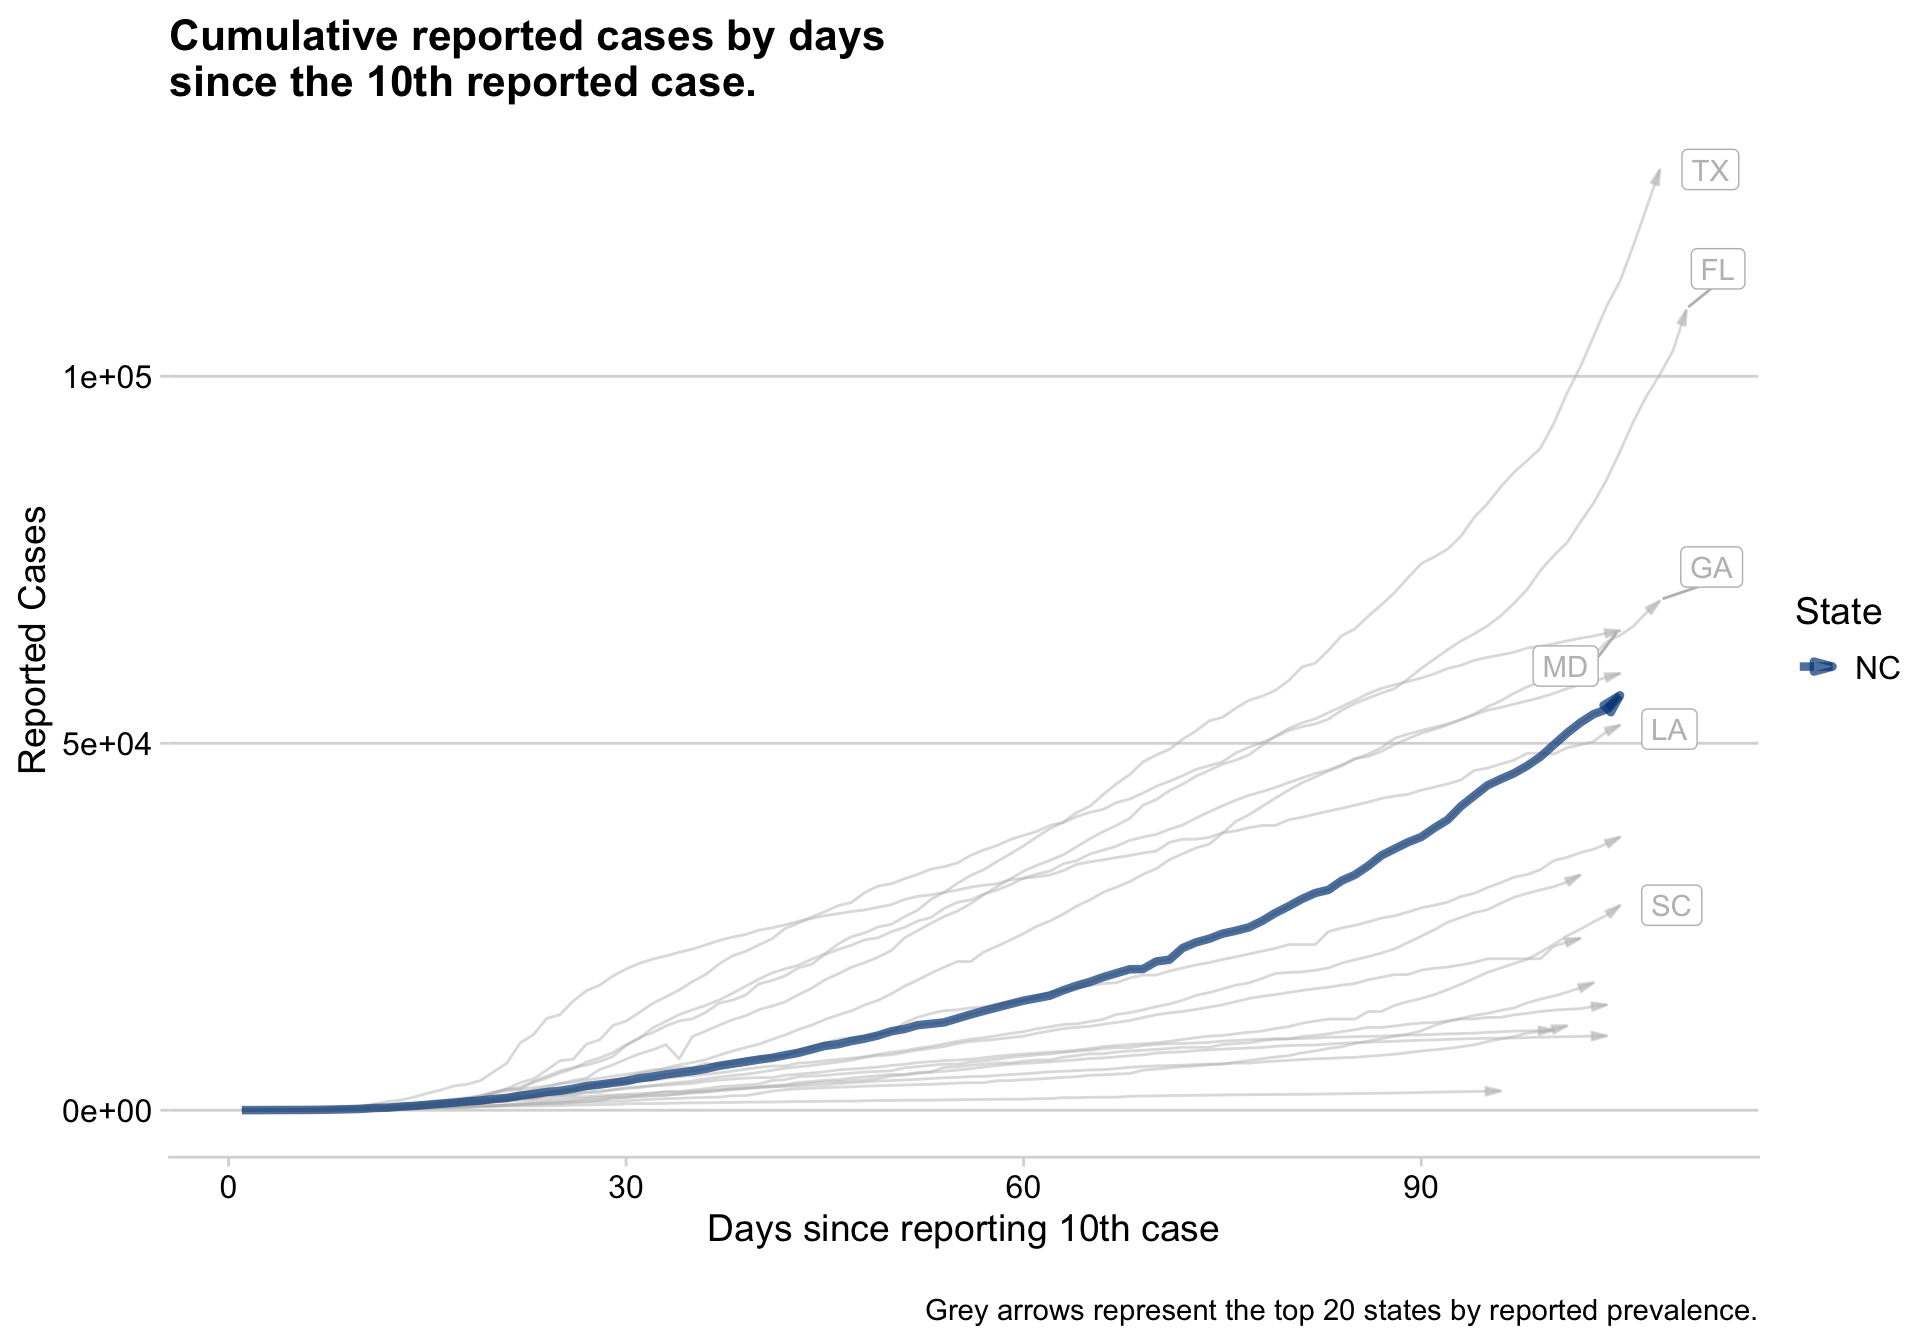 Cumulative reported cases by days
since the 10th reported case.
TX
FL
1e+05
GA
MD
State
NC
LA
5e+04
Reported Cases
SC
0e+00
0 30 60 90
Days since reporting 10th case
Grey arrows represent the top 20 states by reported prevalence.